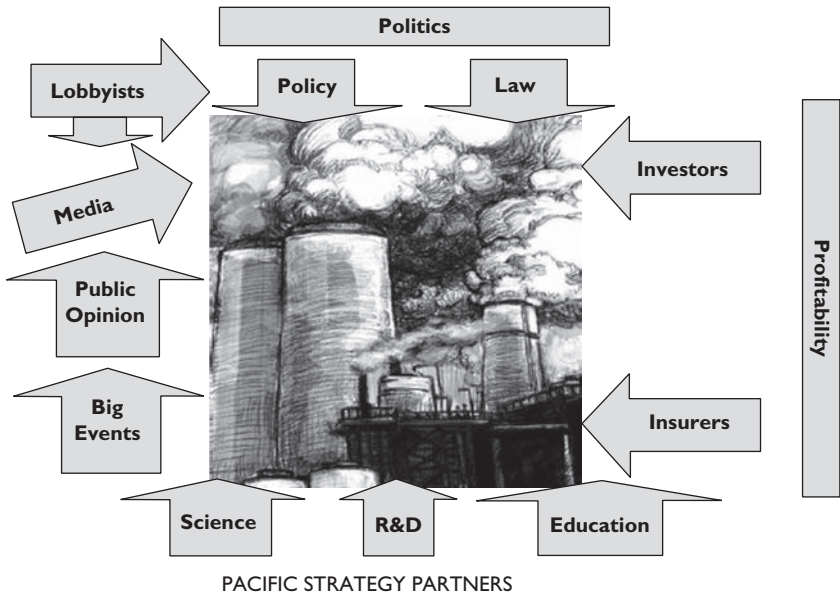 Politics
Lobbyists
Policy
Law
Media
Investors
Public
Opinion
Profitability
Big
Events
Insurers
Science
R&D
Education
PACIFIC STRATEGY PARTNERS